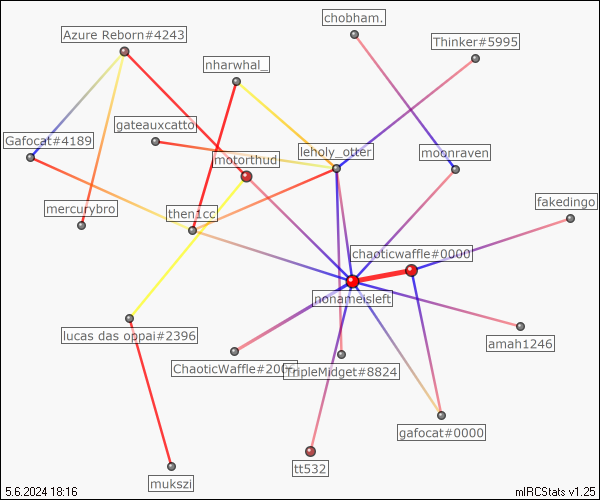 chobham.
Azure Reborn#4243
Thinker#5995
nharwhal_
gateauxcatto
Gafocat#4189
leholy_otter
motorthud
moonraven
fakedingo
mercurybro
then1cc
chaoticwaffle#0000
nonameisleft
lucas das oppai#2396
amah1246
ChaoticWaffle#200
TripleMidget#8824
gafocat#0000
tt532
mukszi
5.6.2024 18:16
mIRCStats v1.25